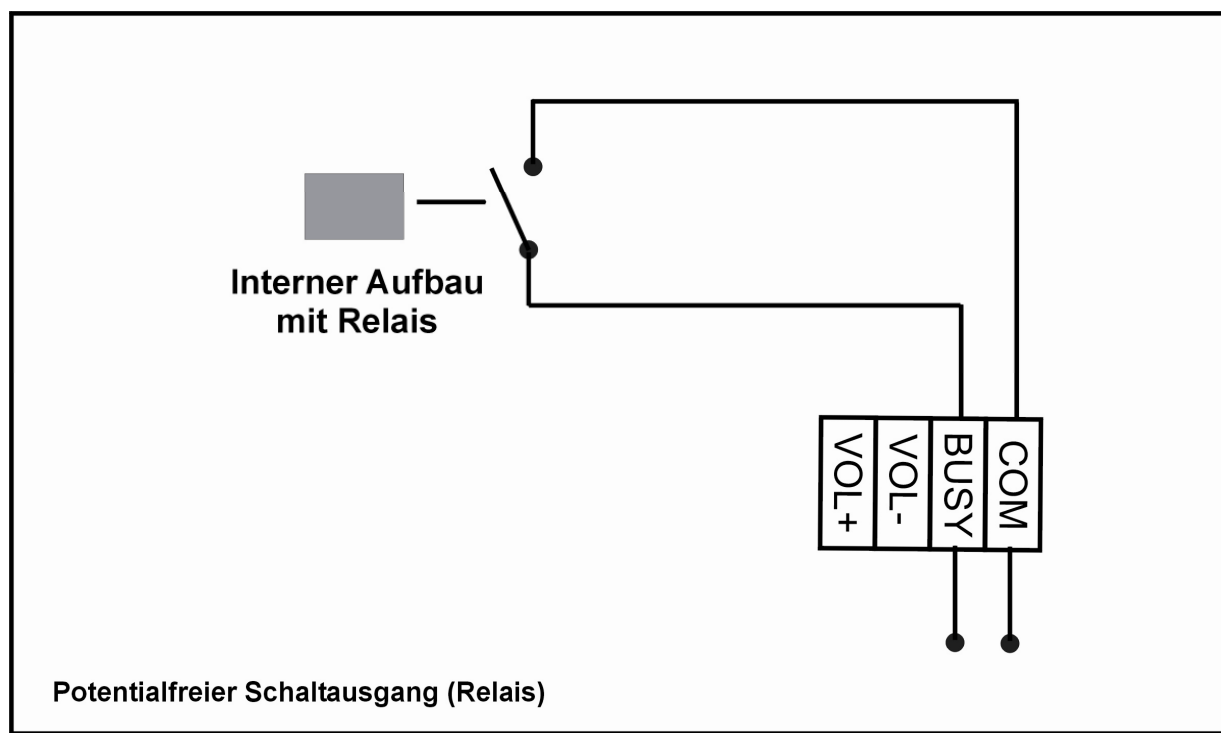 Interner Aufbau
mit Relais
VOL+
VOL-
BUSY
COM
Potentialfreier Schaltausgang (Relais)